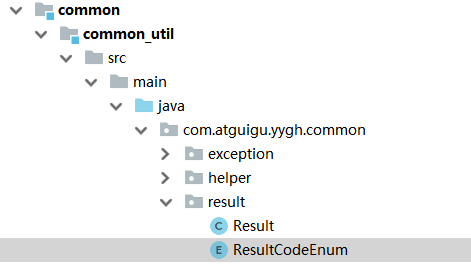 common
common_util
src
main
java
com.atguigu.yygh.common
exception
helper
result
C Result
E ResultCodeEnum